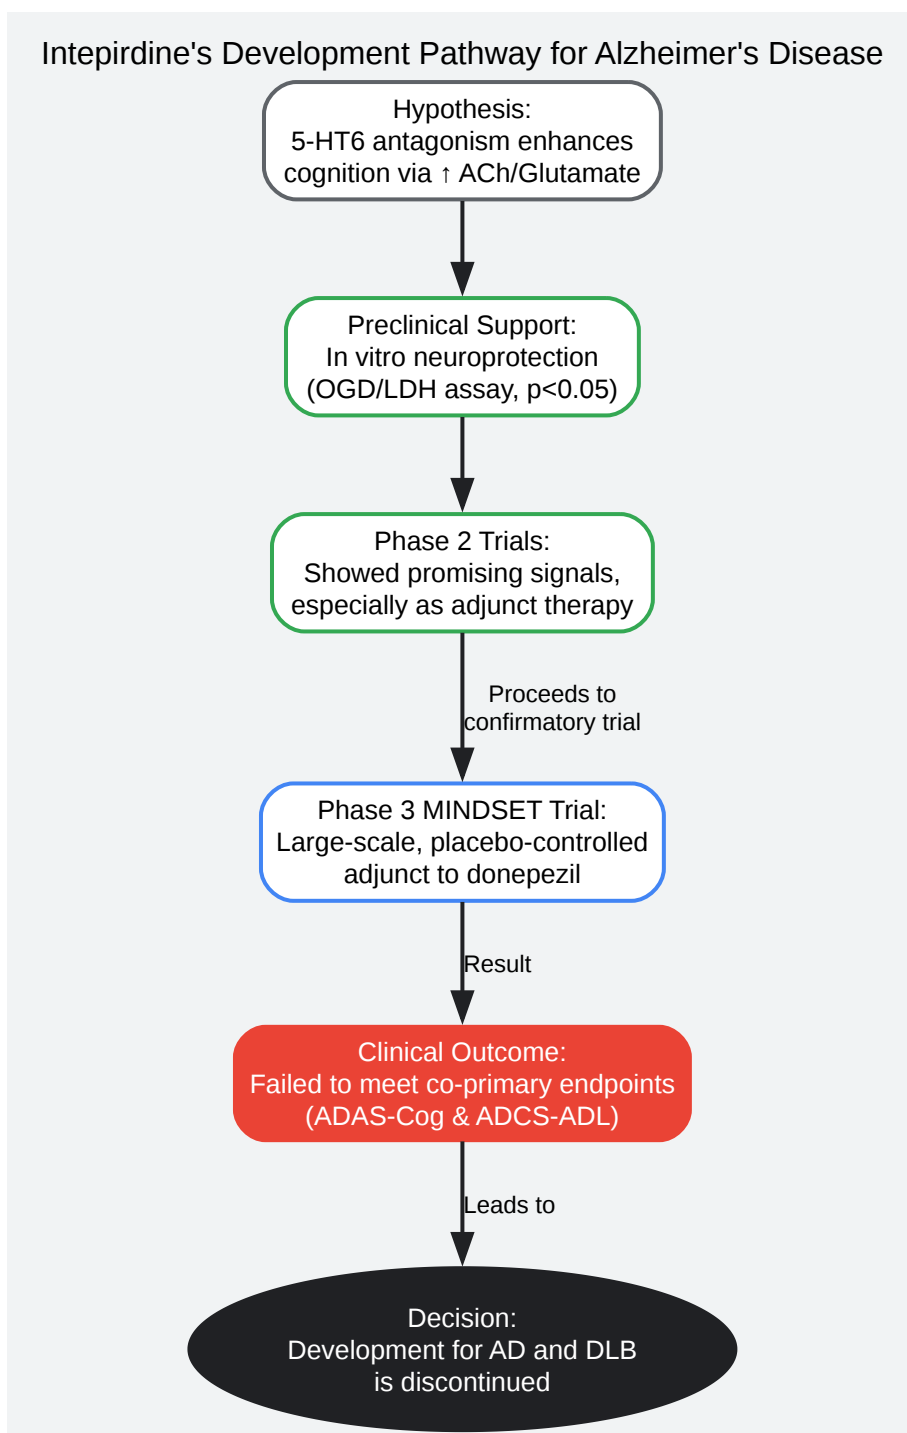 Intepirdine's Development Pathway for Alzheimer's Disease
Hypothesis:
5-HT6 antagonism enhances
cognition via ↑ ACh/Glutamate
Preclinical Support:
In vitro neuroprotection
(OGD/LDH assay, p<0.05)
Phase 2 Trials:
Showed promising signals,
especially as adjunct therapy
Proceeds to
confirmatory trial
Phase 3 MINDSET Trial:
Large-scale, placebo-controlled
adjunct to donepezil
Result
Clinical Outcome:
Failed to meet co-primary endpoints
(ADAS-Cog & ADCS-ADL)
Leads to
Decision:
Development for AD and DLB
is discontinued